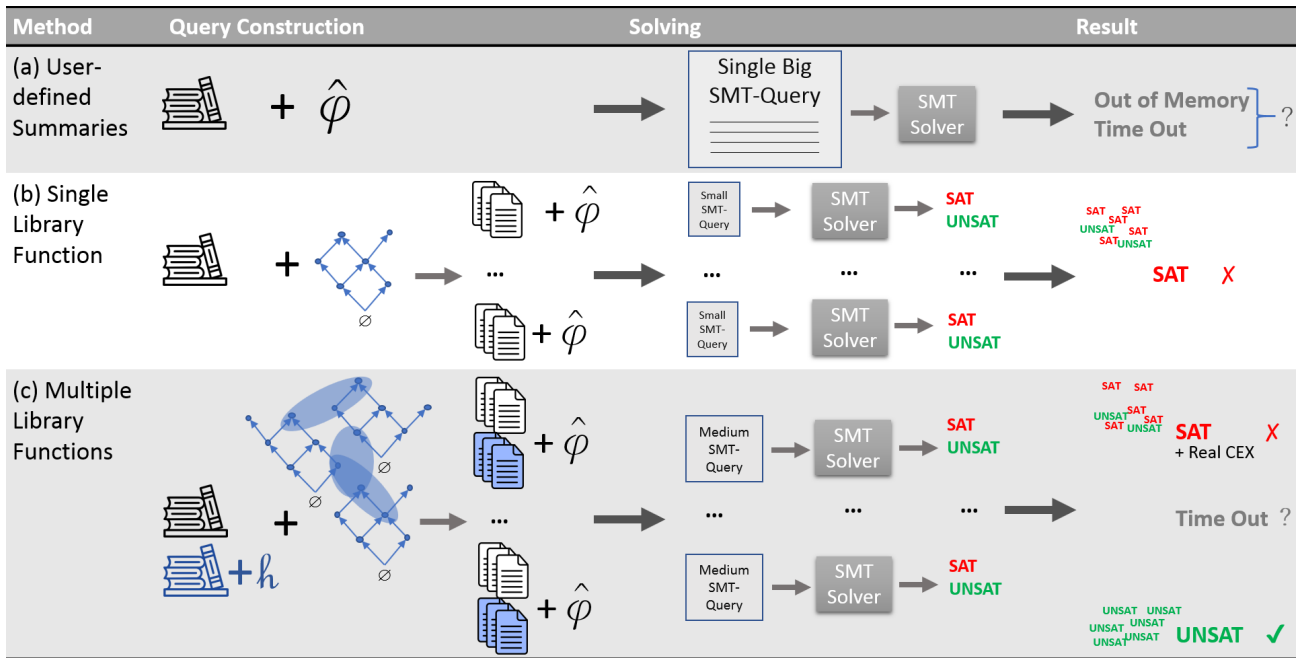 Method Query Construction Solving Result
(a) User-
defined
Summaries
+ φ̂
Single Big
SMT-Query
SMT
Solver
Out of Memory
Time Out
?
(b) Single
Library
Function
+
∅
+ φ̂
...
+ φ̂
Small
SMT-
Query
SMT
Solver
SAT
UNSAT
... ... ...
Small
SMT-
Query
SMT
Solver
SAT
UNSAT
SAT SAT
SAT
UNSAT SAT
SAT UNSAT
SAT ✗
(c) Multiple
Library
Functions
+
+ h
∅
∅
∅
+ φ̂
...
+ φ̂
Medium
SMT-
Query
SMT
Solver
SAT
UNSAT
... ... ...
Medium
SMT-
Query
SMT
Solver
SAT
UNSAT
SAT SAT
UNSAT SAT
SAT SAT
UNSAT
SAT ✗
+ Real CEX
Time Out ?
UNSAT UNSAT
UNSAT UNSAT
UNSAT UNSAT
UNSAT ✓